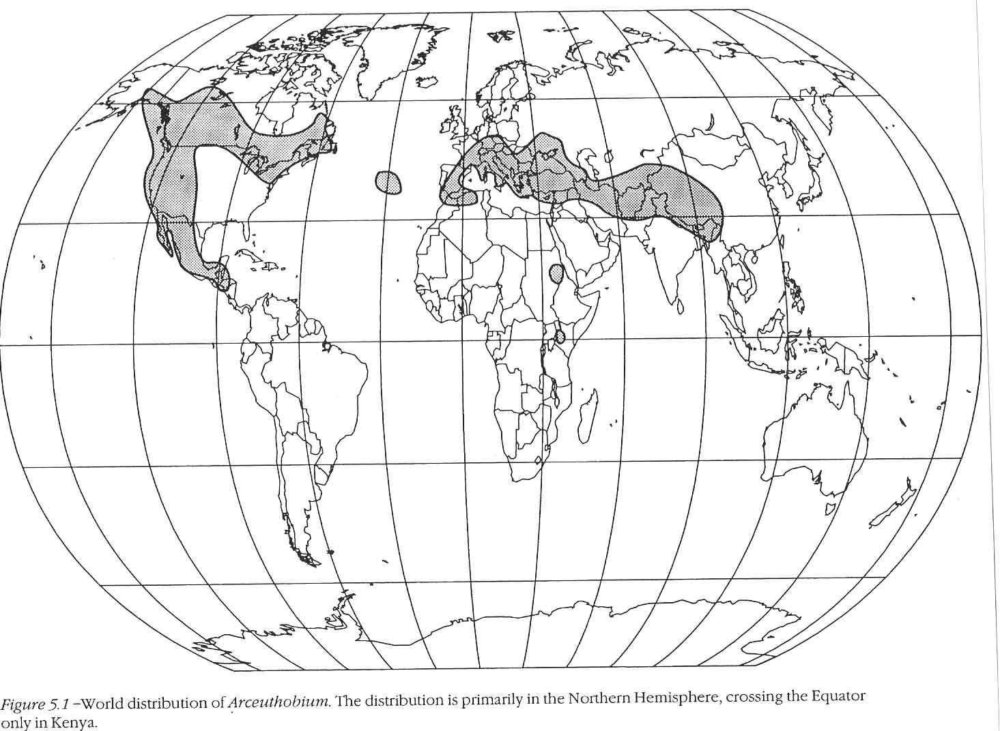 Figure 5.1 –World distribution of Arceuthobium. The distribution is primarily in the Northern Hemisphere, crossing the Equator
only in Kenya.